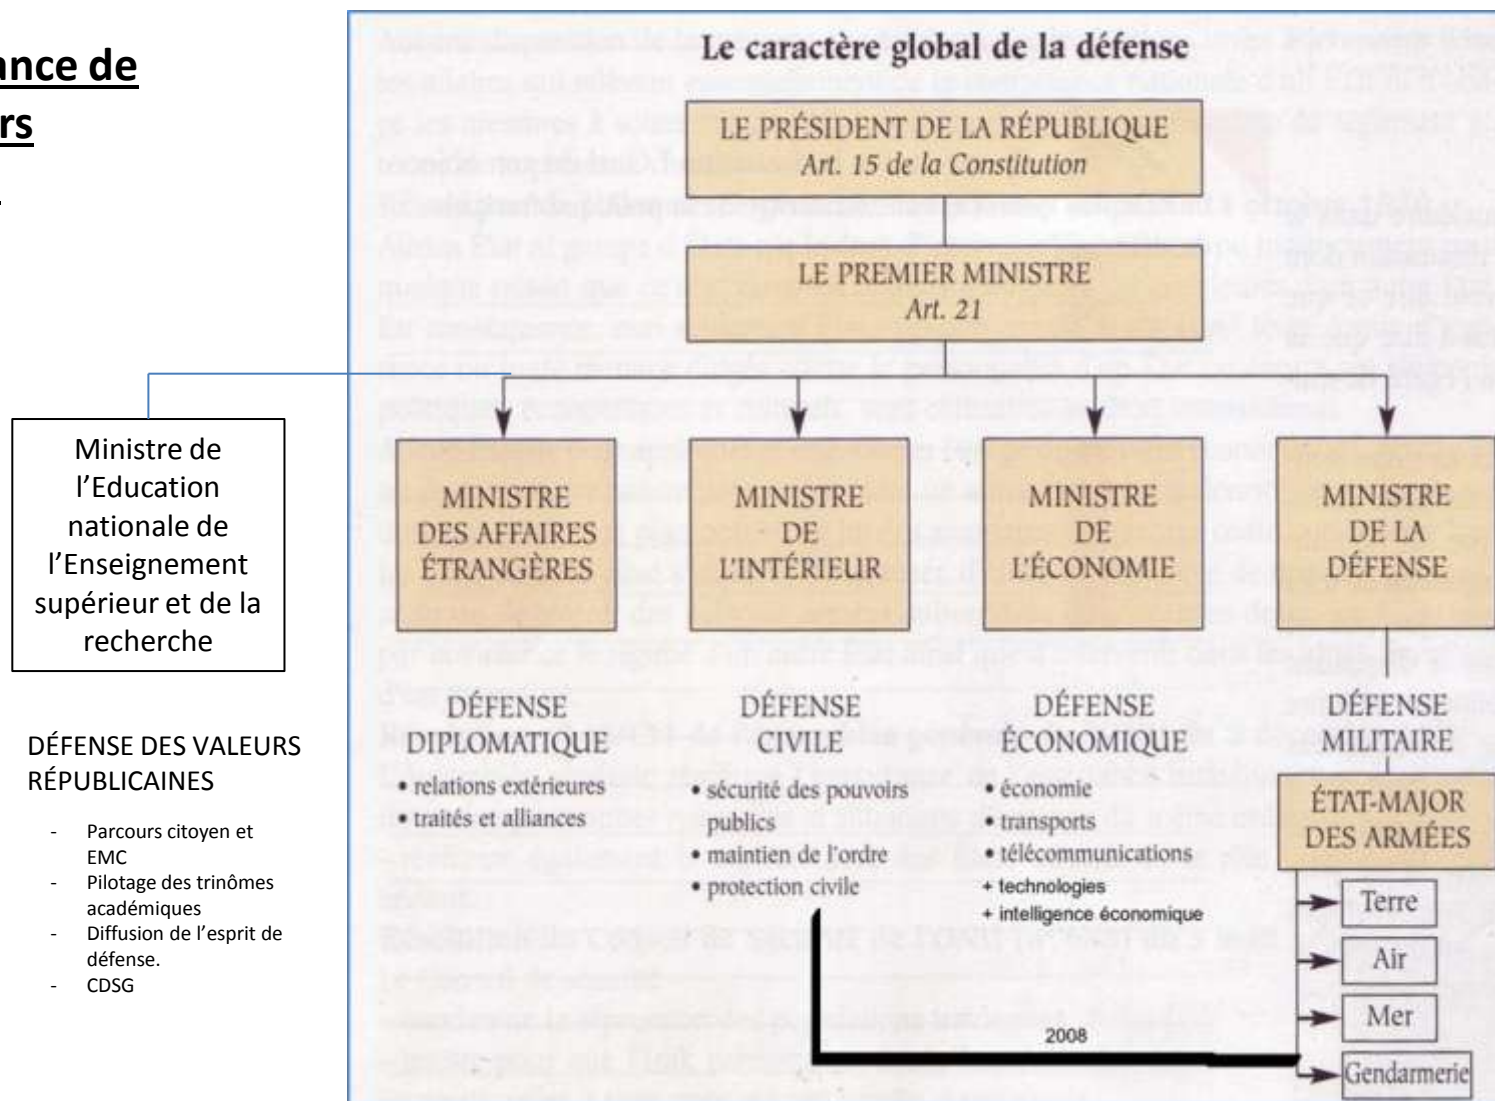 ance de
rs
Le caractère global de la défense
LE PRÉSIDENT DE LA RÉPUBLIQUE
Art. 15 de la Constitution
LE PREMIER MINISTRE
Art. 21
Ministre de
l’Education
nationale de
l’Enseignement
supérieur et de la
recherche
MINISTRE
DES AFFAIRES
ÉTRANGÈRES
MINISTRE
DE
L’INTÉRIEUR
MINISTRE
DE
L’ÉCONOMIE
MINISTRE
DE LA
DÉFENSE
DÉFENSE DES VALEURS
RÉPUBLICAINES
- Parcours citoyen et
EMC
- Pilotage des trinômes
académiques
- Diffusion de l’esprit de
défense.
- CDSG
DÉFENSE
DIPLOMATIQUE
• relations extérieures
• traités et alliances
DÉFENSE
CIVILE
• sécurité des pouvoirs
publics
• maintien de l’ordre
• protection civile
DÉFENSE
ÉCONOMIQUE
• économie
• transports
• télécommunications
+ technologies
+ intelligence économique
DÉFENSE
MILITAIRE
ÉTAT-MAJOR
DES ARMÉES
Terre
Air
Mer
Gendarmerie
2008